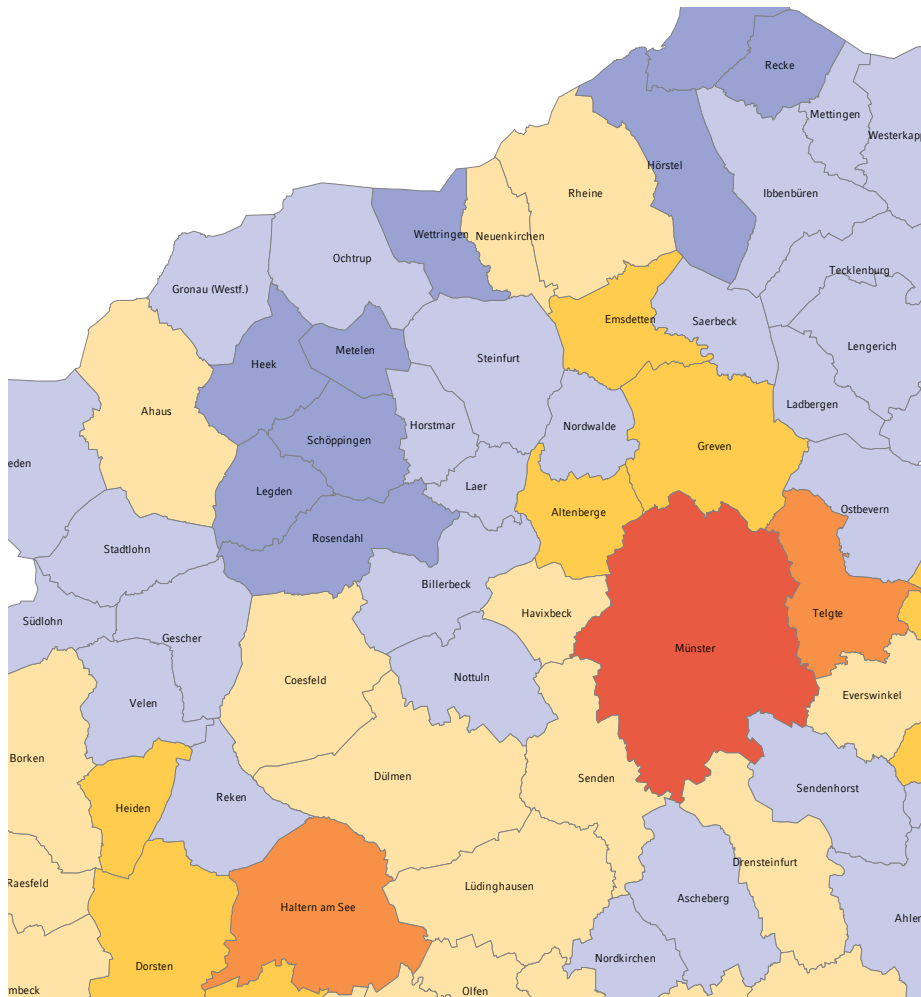 Recke
Mettingen
Westerkapp
Hörstel
Ibbenbüren
Rheine
Wettringen
Neuenkirchen
Ochtrup
Tecklenburg
Gronau (Westf.)
Emsdetten
Saerbeck
Lengerich
Metelen
Steinfurt
Heek
Ladbergen
Ahaus
Horstmar
Nordwalde
Schöppingen
Greven
eden
Laer
Legden
Altenberge
Ostbevern
Rosendahl
Stadtlohn
Billerbeck
Havixbeck
Telgte
Südlohn
Gescher
Münster
Coesfeld
Nottuln
Everswinkel
Velen
Borken
Dülmen
Senden
Sendenhorst
Reken
Heiden
Drensteinfurt
Raesfeld
Lüdinghausen
Ascheberg
Haltern am See
Ahlen
Nordkirchen
Dorsten
mbeck
Olfen